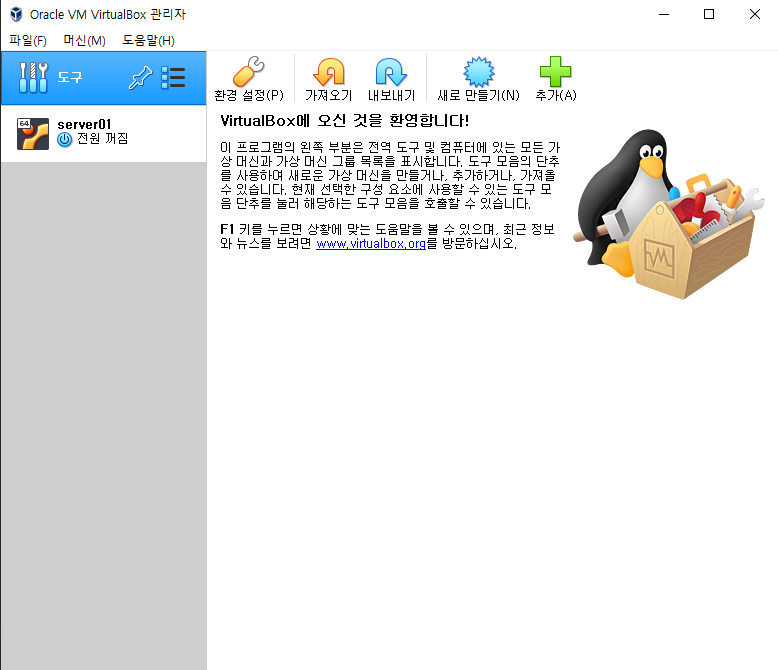 Oracle VM VirtualBox 관리자
파일(F) 머신(M) 도움말(H)
도구
환경 설정(P) 가져오기 내보내기 새로 만들기(N) 추가(A)
64
server01
전원 꺼짐
VirtualBox에 오신 것을 환영합니다!
이 프로그램의 왼쪽 부분은 전역 도구 및 컴퓨터에 있는 모든 가
상 머신과 가상 머신 그룹 목록을 표시합니다. 도구 모음의 단추
를 사용하여 새로운 가상 머신을 만들거나, 추가하거나, 가져올
수 있습니다. 현재 선택한 구성 요소에 사용할 수 있는 도구 모
음 단추를 눌러 해당하는 도구 모음을 호출할 수 있습니다.
F1 키를 누르면 상황에 맞는 도움말을 볼 수 있으며, 최근 정보
와 뉴스를 보려면 www.virtualbox.org를 방문하십시오.